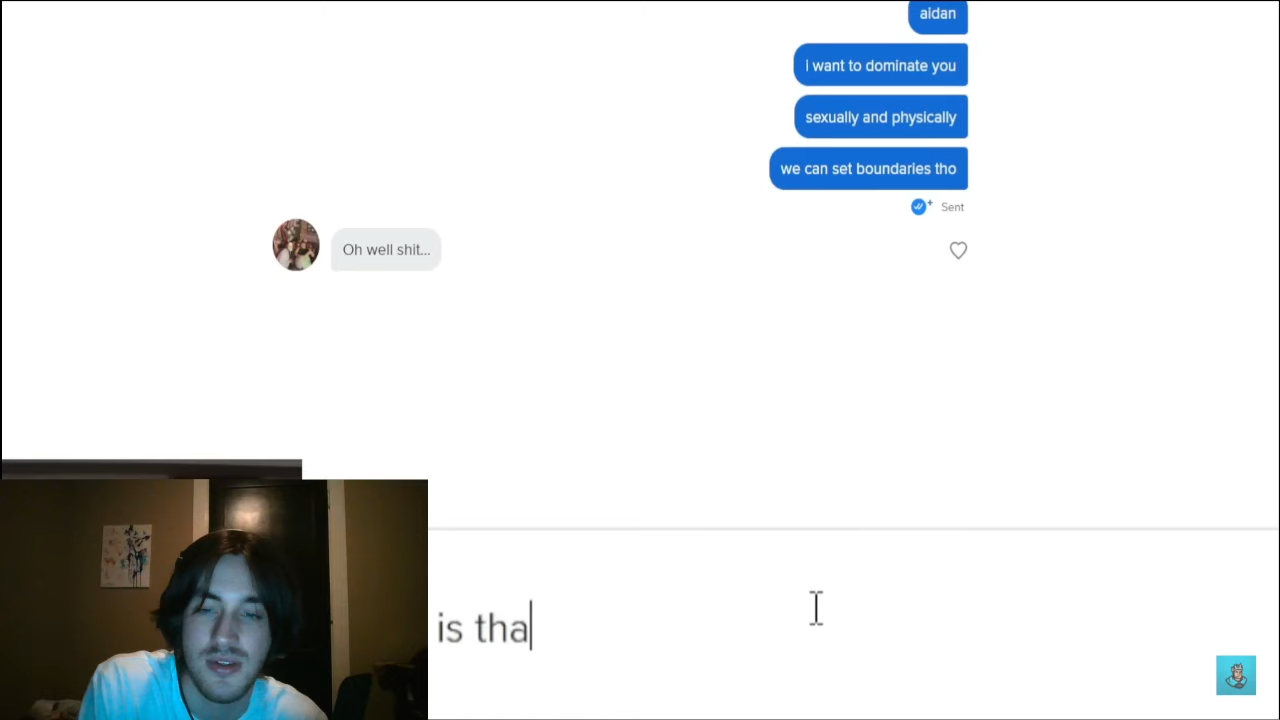 aidan
i want to dominate you
sexually and physically
we can set boundaries tho
Sent
Oh well shit...
is tha